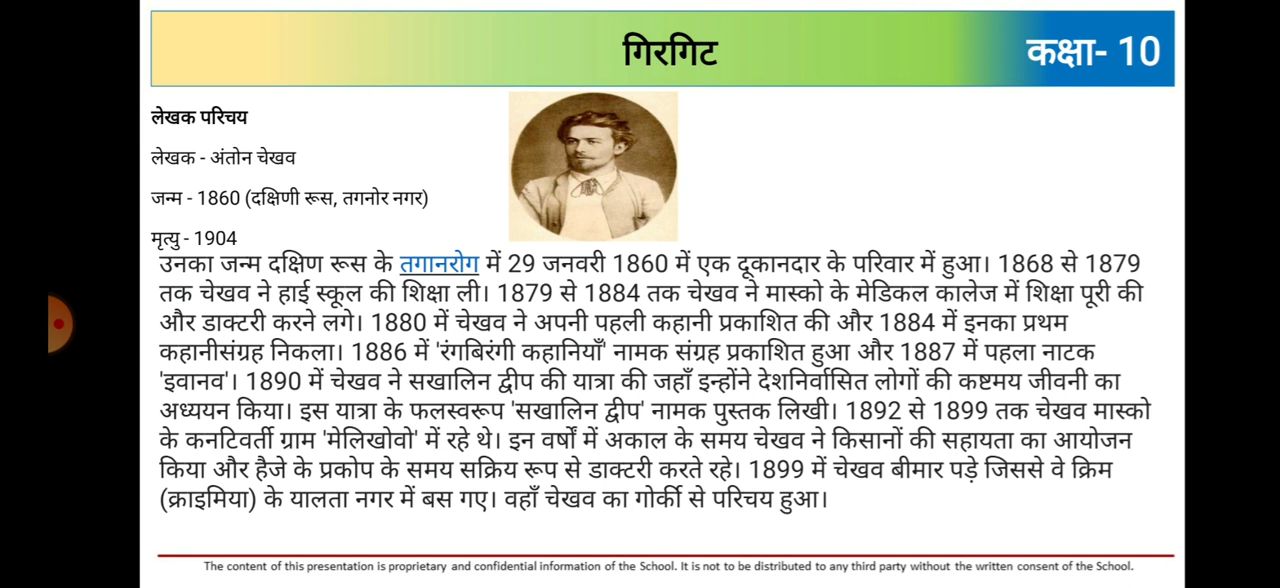 गिरगिट
कक्षा- 10
लेखक परिचय
लेखक - अंतोन चेखव
जन्म - 1860 (दक्षिणी रूस, तगनोर नगर)
मृत्यु - 1904
उनका जन्म दक्षिण रूस के तगानरोग में 29 जनवरी 1860 में एक दूकानदार के परिवार में हुआ। 1868 से 1879
तक चेखव ने हाई स्कूल की शिक्षा ली। 1879 से 1884 तक चेखव ने मास्को के मेडिकल कालेज में शिक्षा पूरी की
और डाक्टरी करने लगे। 1880 में चेखव ने अपनी पहली कहानी प्रकाशित की और 1884 में इनका प्रथम
कहानीसंग्रह निकला। 1886 में 'रंगबिरंगी कहानियाँ' नामक संग्रह प्रकाशित हुआ और 1887 में पहला नाटक
'इवानव'। 1890 में चेखव ने सखालिन द्वीप की यात्रा की जहाँ इन्होंने देशनिर्वासित लोगों की कष्टमय जीवनी का
अध्ययन किया। इस यात्रा के फलस्वरूप 'सखालिन द्वीप' नामक पुस्तक लिखी। 1892 से 1899 तक चेखव मास्को
के कनटिवर्ती ग्राम 'मेलिखोवो' में रहे थे। इन वर्षों में अकाल के समय चेखव ने किसानों की सहायता का आयोजन
किया और हैजे के प्रकोप के समय सक्रिय रूप से डाक्टरी करते रहे। 1899 में चेखव बीमार पड़े जिससे वे क्रिम
(क्राइमिया) के यालता नगर में बस गए। वहाँ चेखव का गोर्की से परिचय हुआ।
The content of this presentation is proprietary and confidential information of the School. It is not to be distributed to any third party without the written consent of the School.